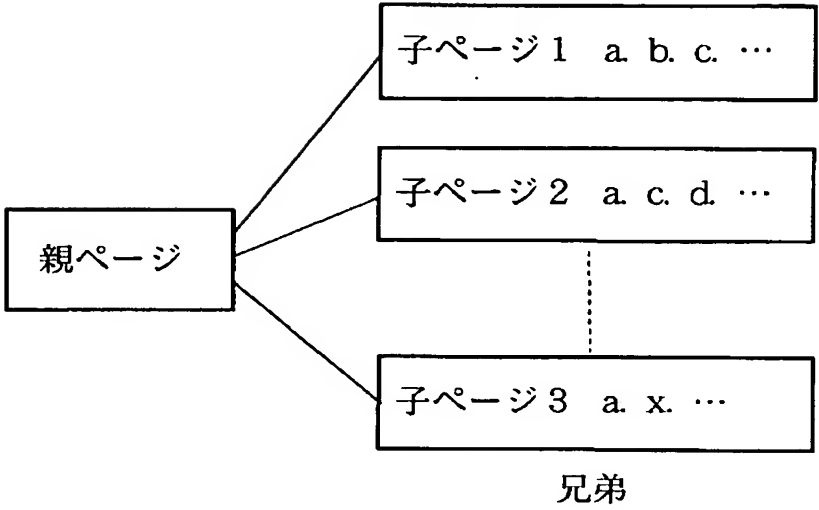 子ページ1 a. b. c. …
子ページ2 a. c. d. …
親ページ
子ページ3 a. x. …
兄弟